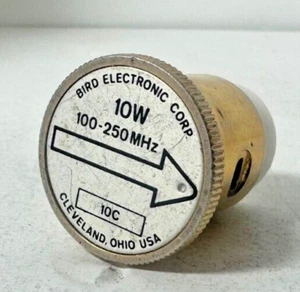 BIRD ELECTRONIC CORP
10W
100-250MHz
10C
CLEVELAND, OHIO USA